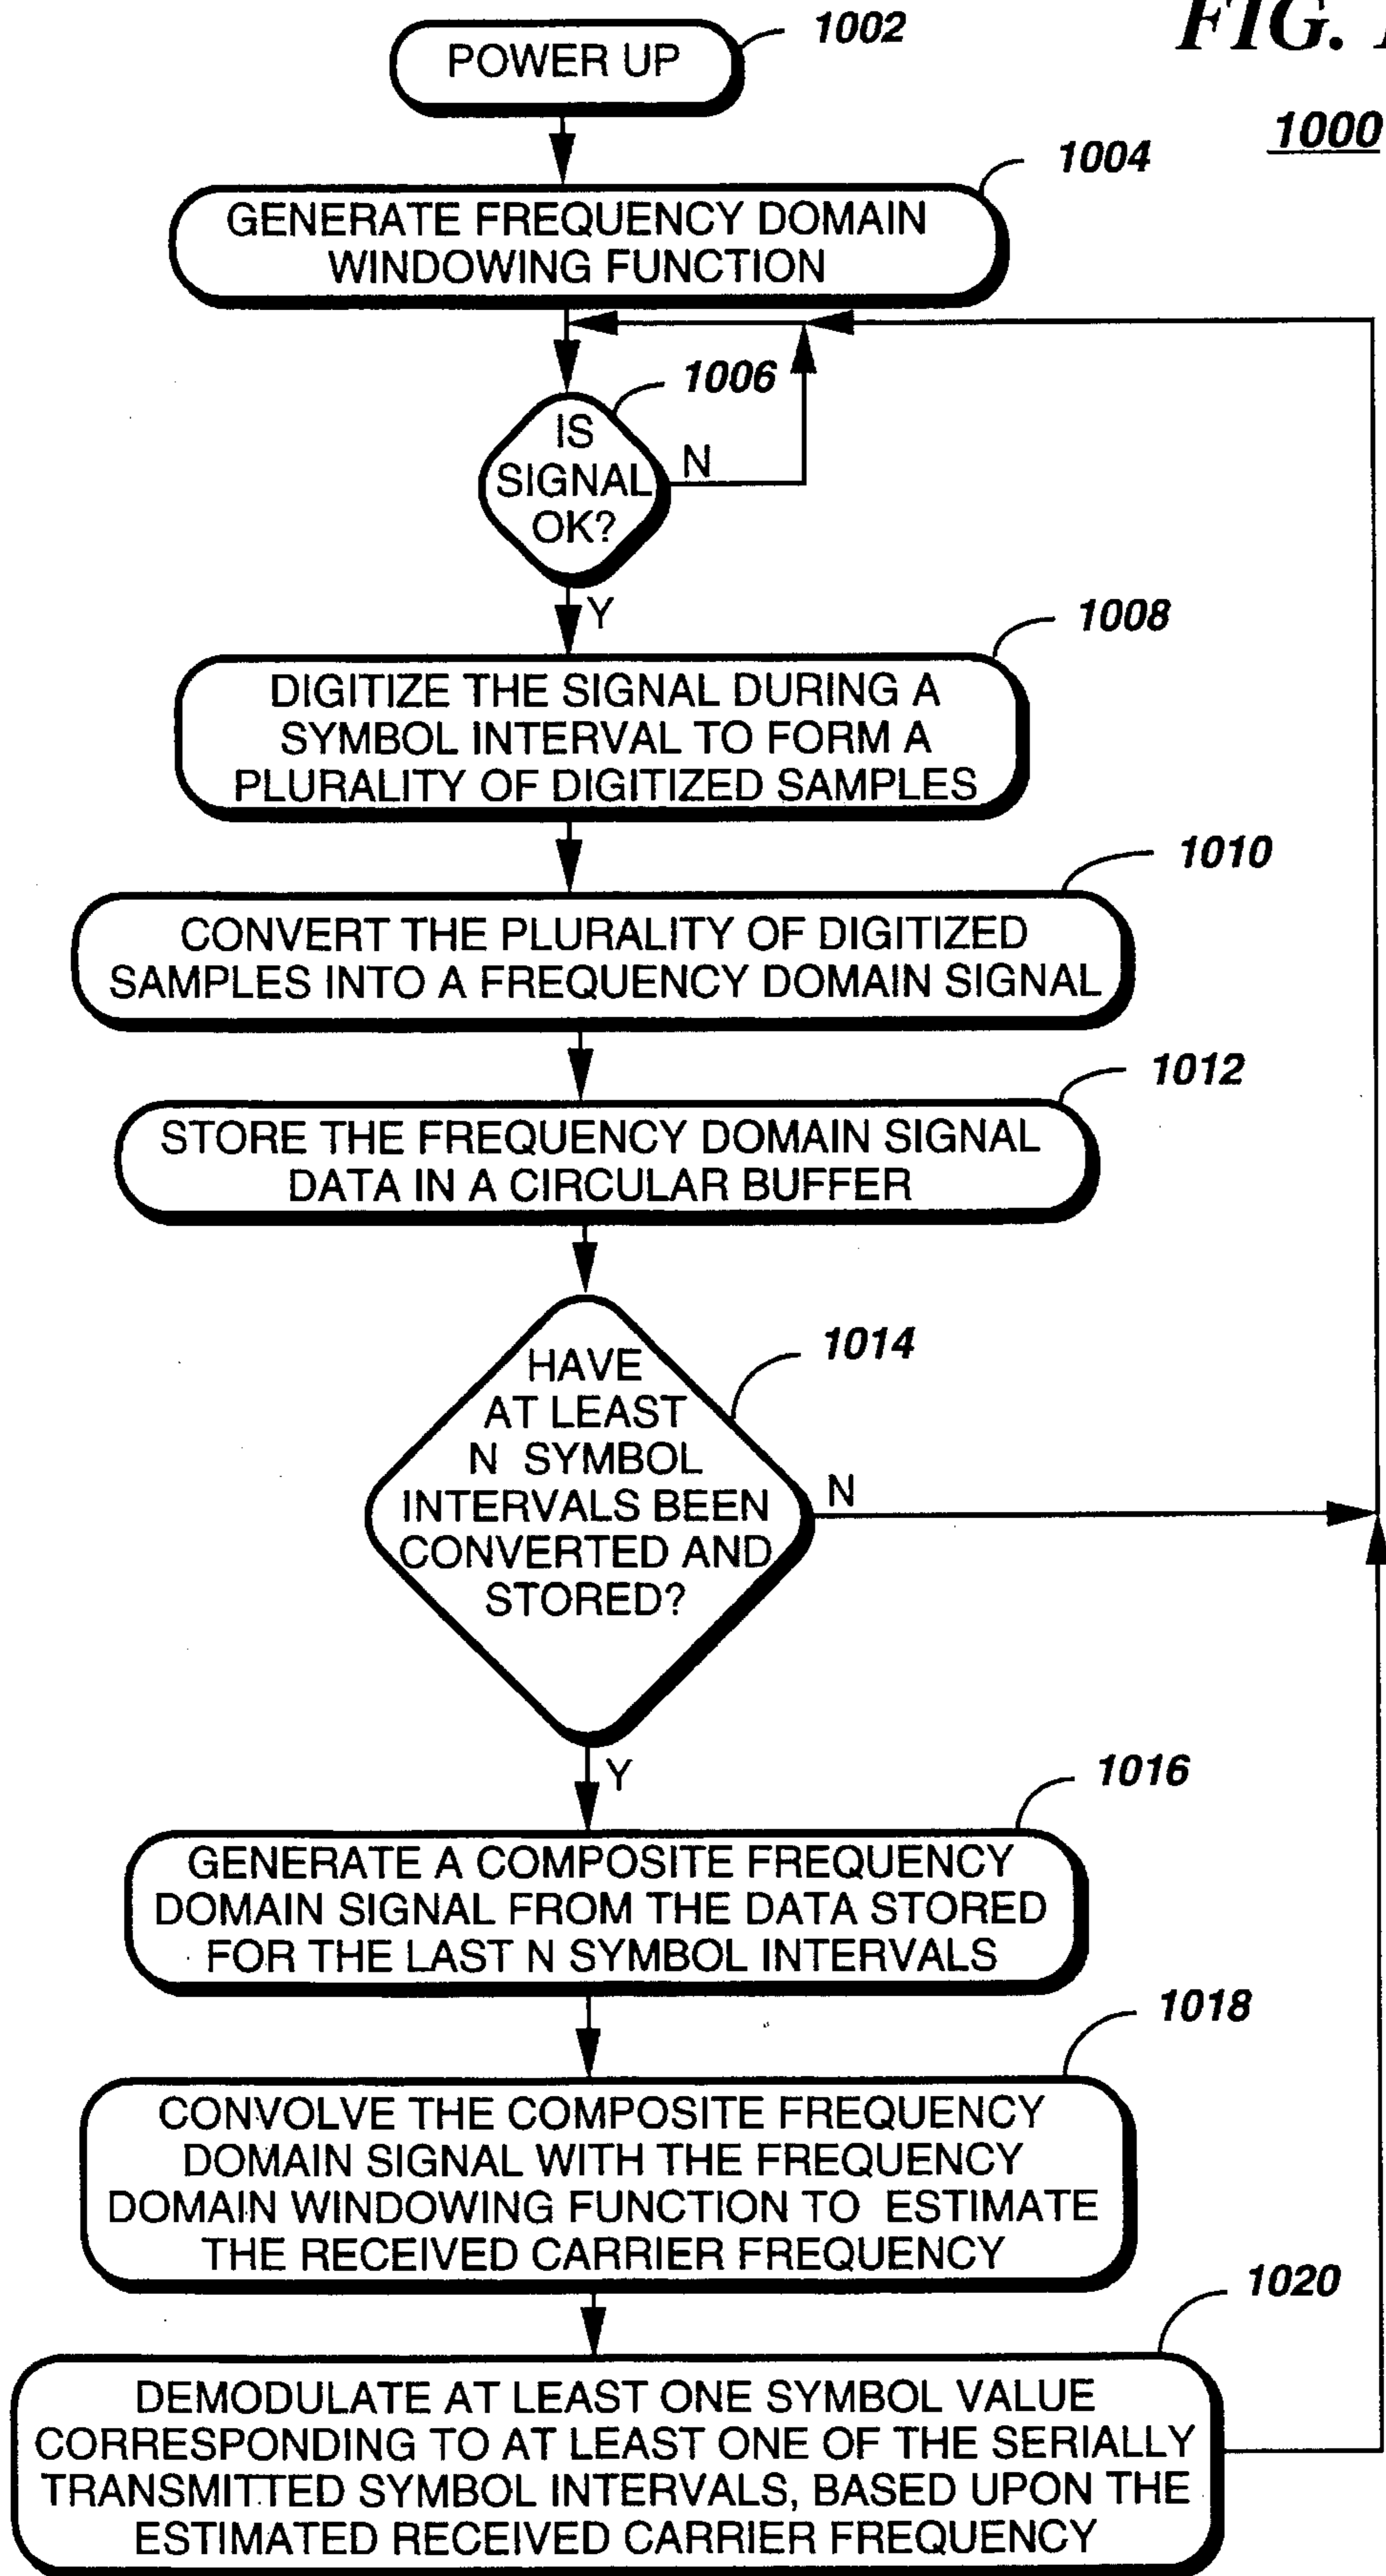 FIG.
1000
POWER UP
1002
GENERATE FREQUENCY DOMAIN
WINDOWING FUNCTION
1004
IS
SIGNAL
OK?
1006
N
Y
DIGITIZE THE SIGNAL DURING A
SYMBOL INTERVAL TO FORM A
PLURALITY OF DIGITIZED SAMPLES
1008
CONVERT THE PLURALITY OF DIGITIZED
SAMPLES INTO A FREQUENCY DOMAIN SIGNAL
1010
STORE THE FREQUENCY DOMAIN SIGNAL
DATA IN A CIRCULAR BUFFER
1012
HAVE
AT LEAST
N SYMBOL
INTERVALS BEEN
CONVERTED AND
STORED?
1014
N
Y
GENERATE A COMPOSITE FREQUENCY
DOMAIN SIGNAL FROM THE DATA STORED
FOR THE LAST N SYMBOL INTERVALS
1016
CONVOLVE THE COMPOSITE FREQUENCY
DOMAIN SIGNAL WITH THE FREQUENCY
DOMAIN WINDOWING FUNCTION TO ESTIMATE
THE RECEIVED CARRIER FREQUENCY
1018
DEMODULATE AT LEAST ONE SYMBOL VALUE
CORRESPONDING TO AT LEAST ONE OF THE SERIALLY
TRANSMITTED SYMBOL INTERVALS, BASED UPON THE
ESTIMATED RECEIVED CARRIER FREQUENCY
1020